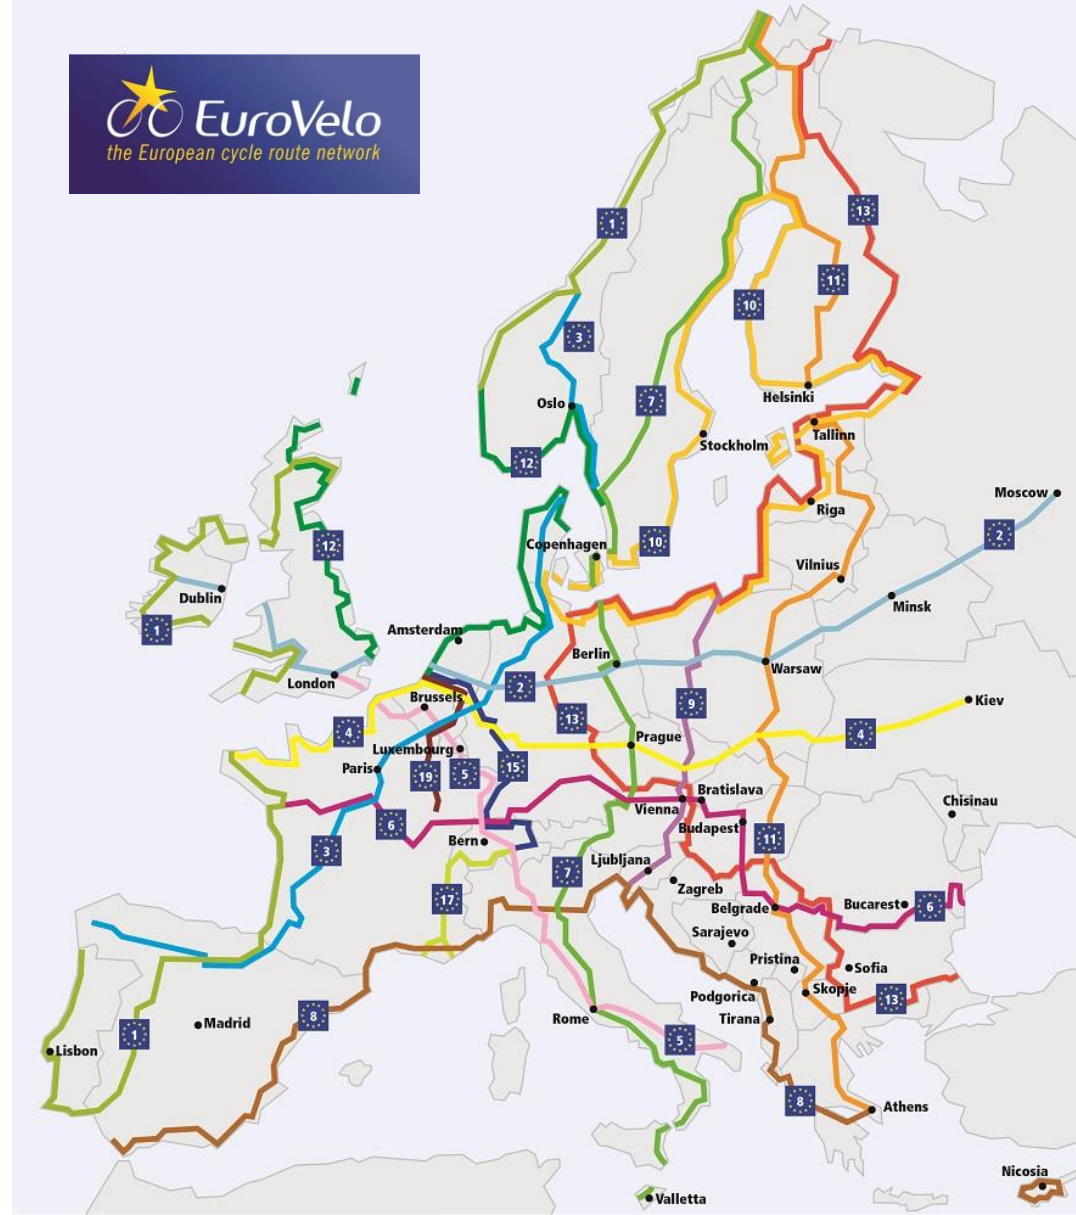 EuroVelo
the European cycle route network
1
13
11
10
3
7
Oslo
Helsinki
Stockholm
Tallinn
12
Moscow
Riga
2
12
10
Copenhagen
Vilnius
Dublin
Minsk
1
Amsterdam
Berlin
Warsaw
London
2
Brussels
9
Kiev
13
4
4
Prague
Luxembourg
Paris
19
5
15
Bratislava
Vienna
Chisinau
6
Budapest
Bern
11
3
Ljubljana
7
Zagreb
17
Belgrade
Bucarest
6
Sarajevo
Pristina
Sofia
Podgorica
Skopje
13
8
Rome
Tirana
Madrid
1
5
Lisbon
8
Athens
Nicosia
Valletta